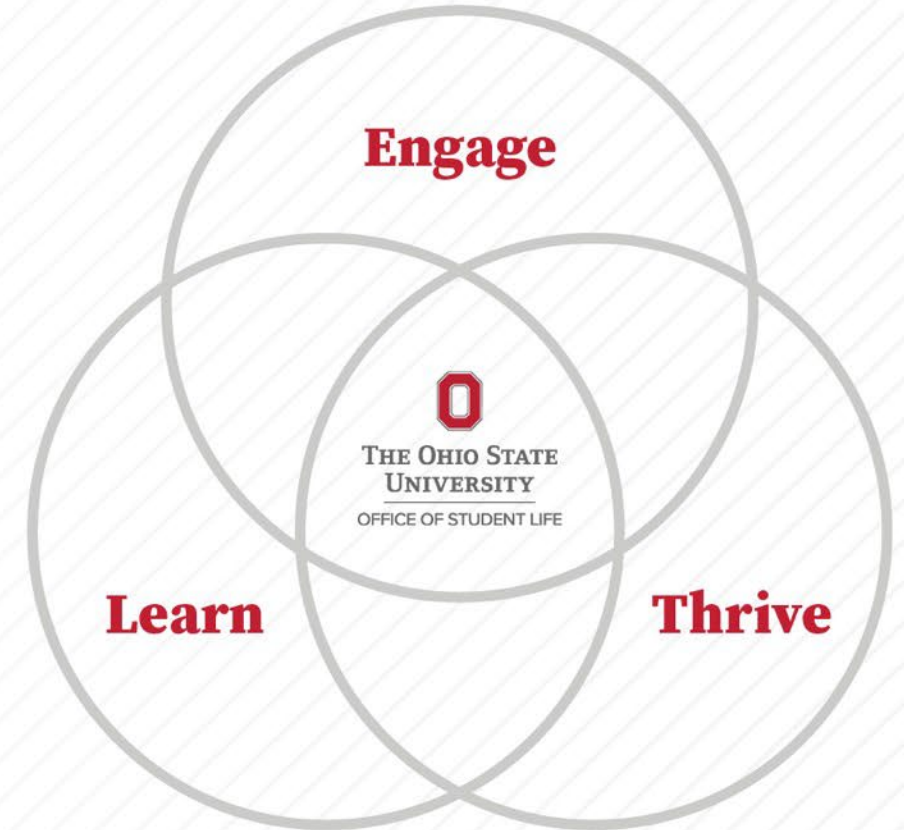 Engage
THE OHIO STATE
UNIVERSITY
OFFICE OF STUDENT LIFE
Learn
Thrive